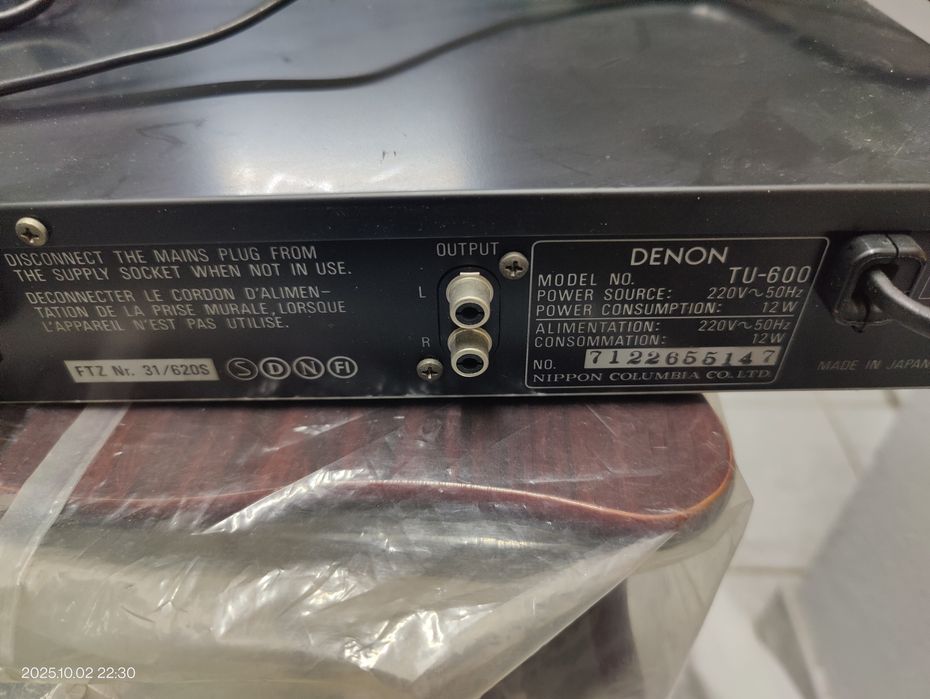 DISCONNECT THE MAINS PLUG FROM
THE SUPPLY SOCKET WHEN NOT IN USE.
DECONNECTER LE CORDON D'ALIMEN-
TATION DE LA PRISE MURALE, LORSQUE
L'APPAREIL N'EST PAS UTILISE.
FTZ Nr. 31/620S
S D N FI
OUTPUT
L
R
DENON
MODEL NO. TU-600
POWER SOURCE: 220V~50Hz
POWER CONSUMPTION: 12W
ALIMENTATION: 220V~50Hz
CONSOMMATION: 12W
NO. 7122655147
NIPPON COLUMBIA CO. LTD.
MADE IN JAPAN
2025.10.02 22:30